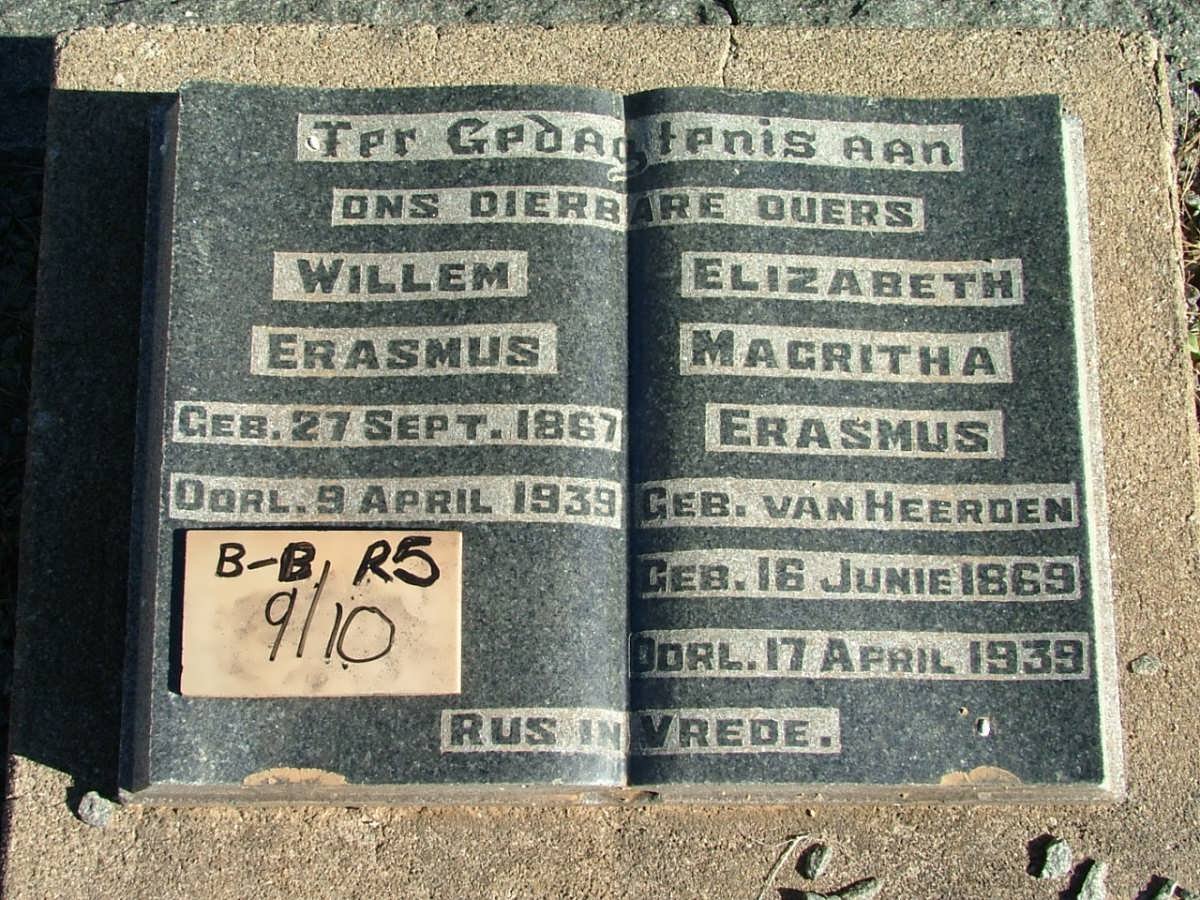 Ter Gedagtenis aan
ONS DIERBARE OUERS
WILLEM
ERASMUS
GEB. 27 SEPT. 1867
OORL. 9 APRIL 1939
ELIZABETH
MAGRITHA
ERASMUS
GEB. VAN HEERDEN
GEB. 16 JUNIE 1869
OORL. 17 APRIL 1939
RUS IN VREDE.
B-B R5
9/10